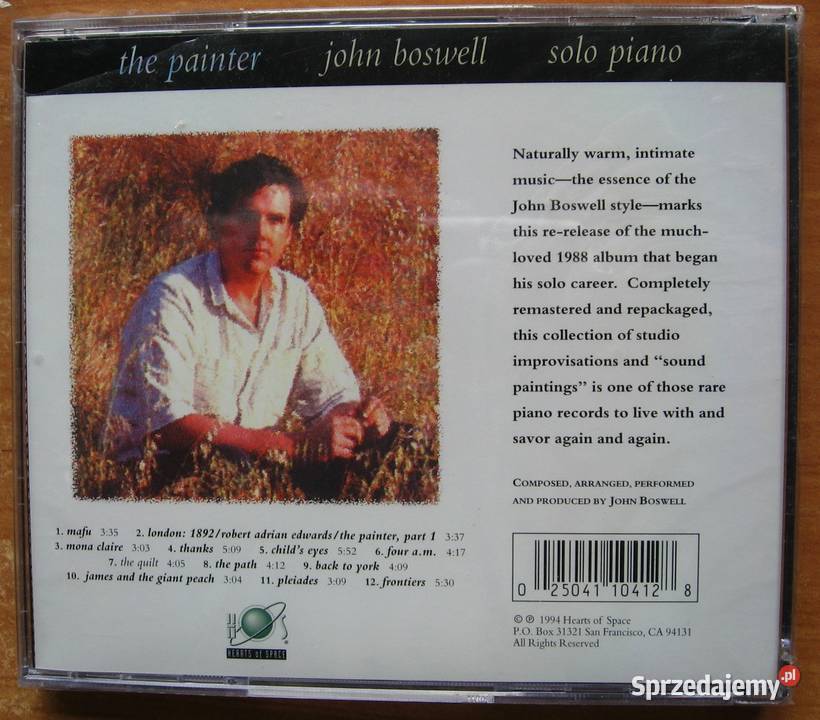 the painter john boswell solo piano
Naturally warm, intimate
music—the essence of the
John Boswell style—marks
this re-release of the much-
loved 1988 album that began
his solo career. Completely
remastered and repackaged,
this collection of studio
improvisations and “sound
paintings” is one of those rare
piano records to live with and
savor again and again.
COMPOSED, ARRANGED, PERFORMED
AND PRODUCED BY JOHN BOSWELL
1. mafu 3:35 2. london: 1892/robert adrian edwards/the painter, part 1 3:37
3. mona claire 3:03 4. thanks 5:09 5. child's eyes 5:52 6. four a.m. 4:17
7. the quilt 4:05 8. the path 4:12 9. back to york 4:09
10. james and the giant peach 3:04 11. pleiades 3:09 12. frontiers 5:30
HOS
HEARTS of SPACE
0 25041 10412 8
© ℗ 1994 Hearts of Space
P.O. Box 31321 San Francisco, CA 94131
All Rights Reserved
Sprzedajemy.pl